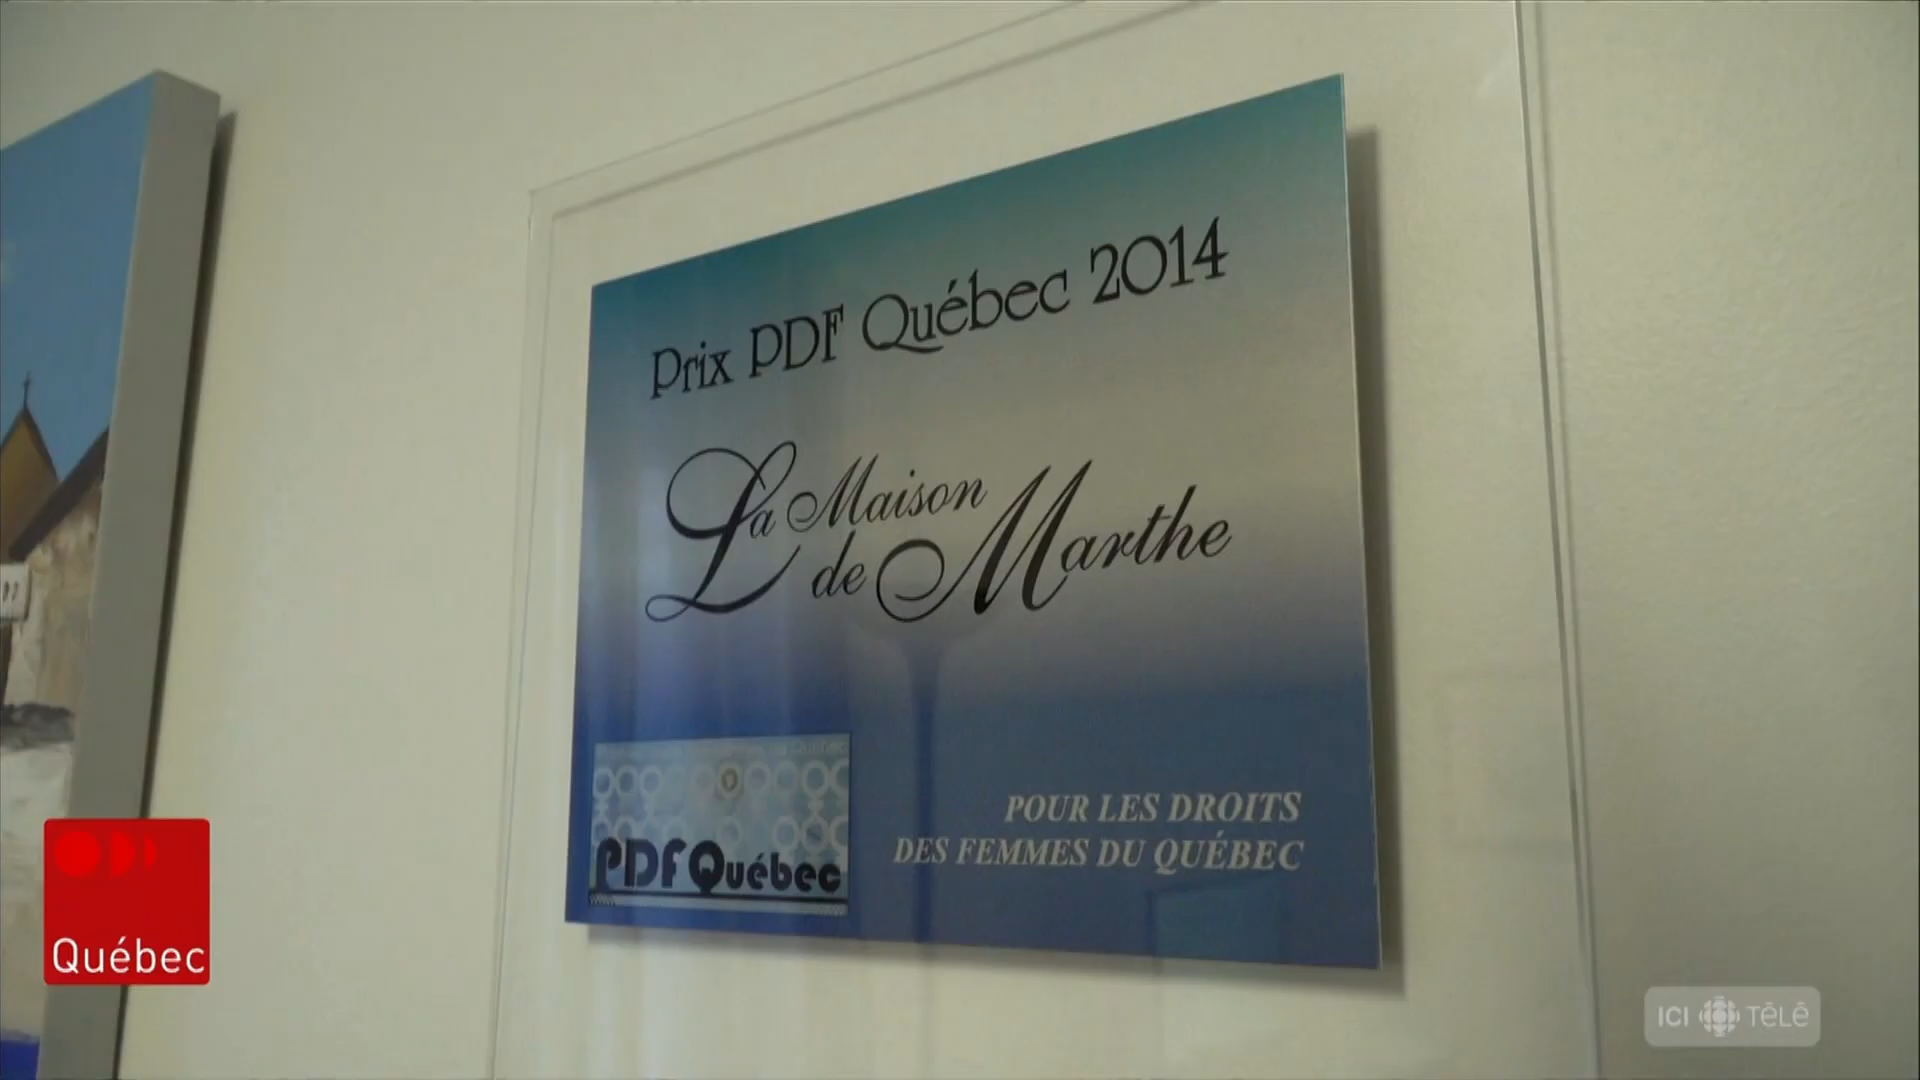 Prix PDF Québec 2014
La Maison
de Marthe
PDF Québec
POUR LES DROITS
DES FEMMES DU QUÉBEC
Québec
ICI TÉLÉ